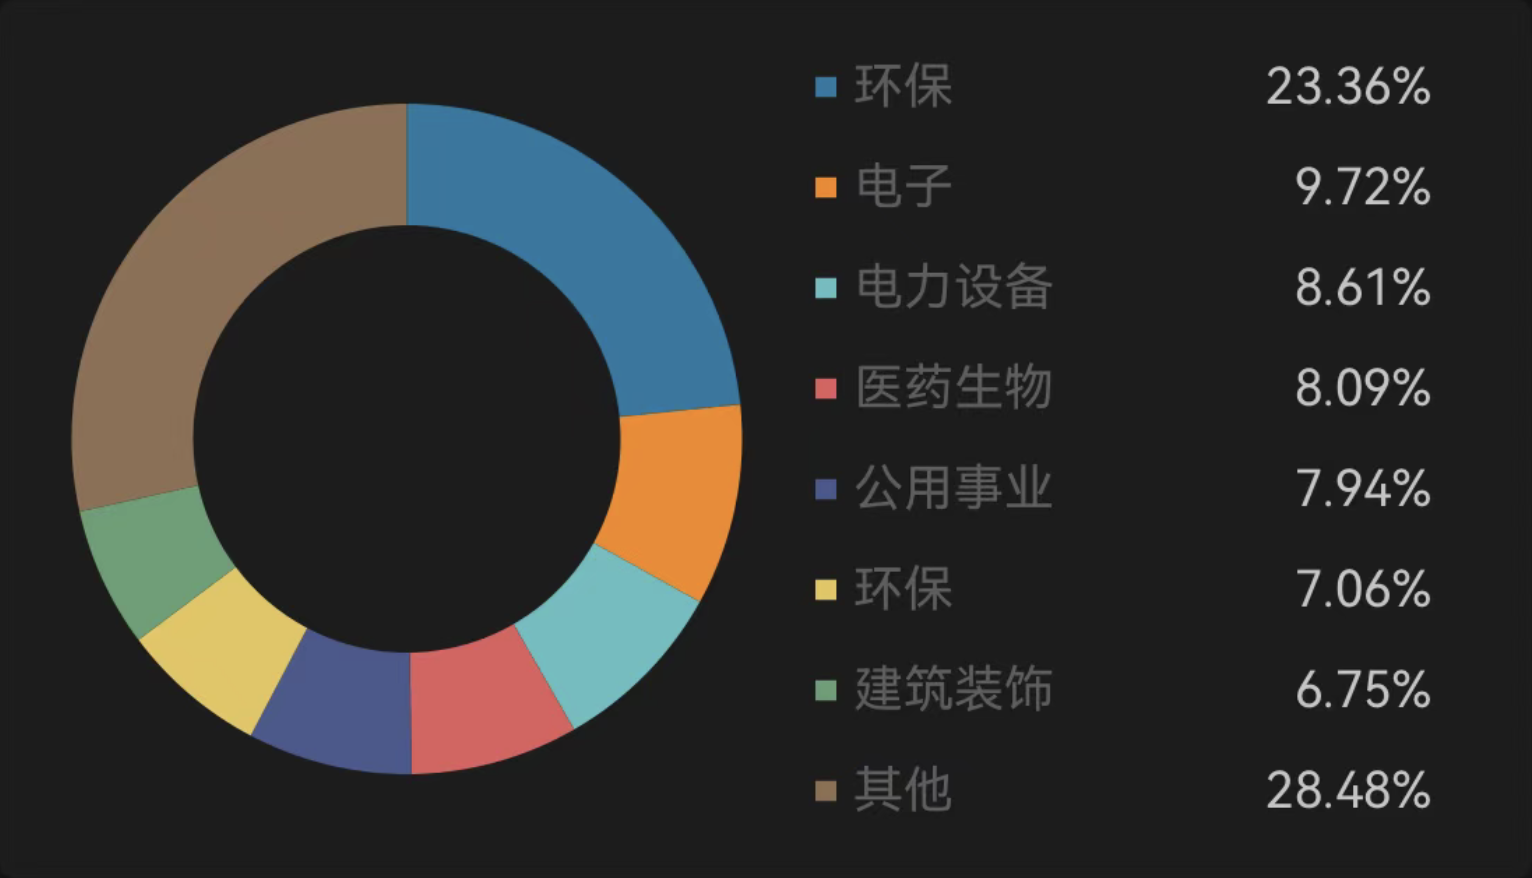 环保 23.36%
电子 9.72%
电力设备 8.61%
医药生物 8.09%
公用事业 7.94%
环保 7.06%
建筑装饰 6.75%
其他 28.48%